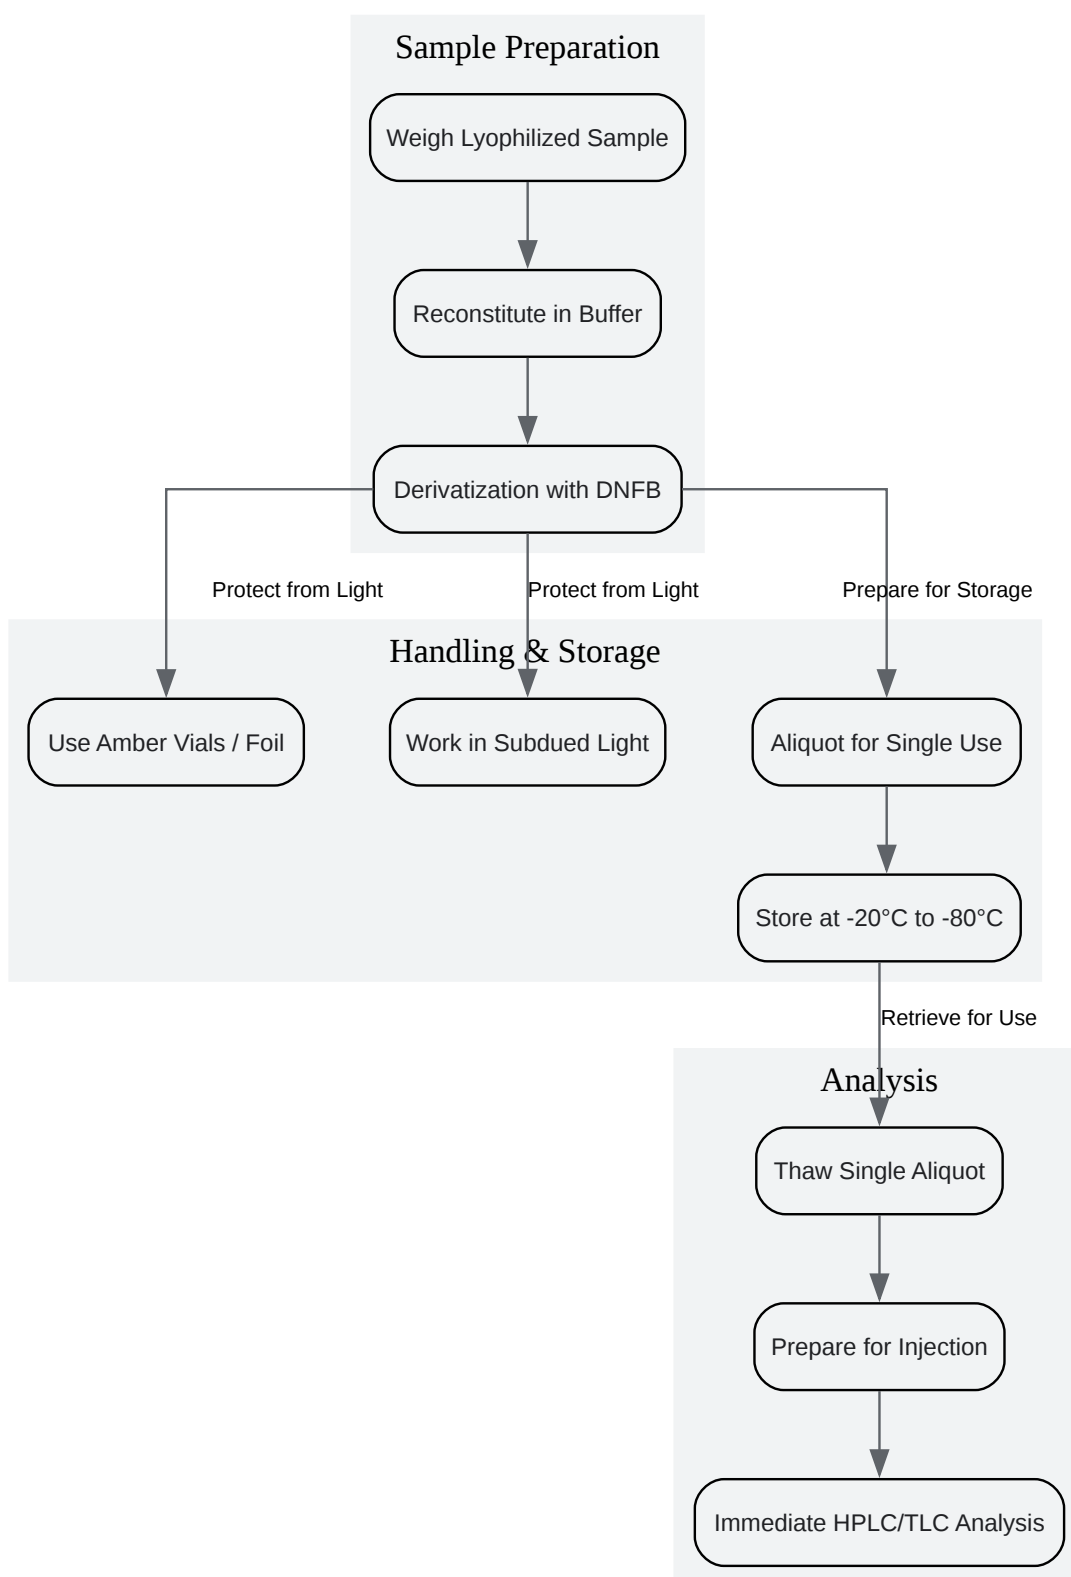 Sample Preparation
Weigh Lyophilized Sample
Reconstitute in Buffer
Derivatization with DNFB
Protect from Light
Protect from Light
Prepare for Storage
Handling & Storage
Use Amber Vials / Foil
Work in Subdued Light
Aliquot for Single Use
Store at -20°C to -80°C
Retrieve for Use
Analysis
Thaw Single Aliquot
Prepare for Injection
Immediate HPLC/TLC Analysis